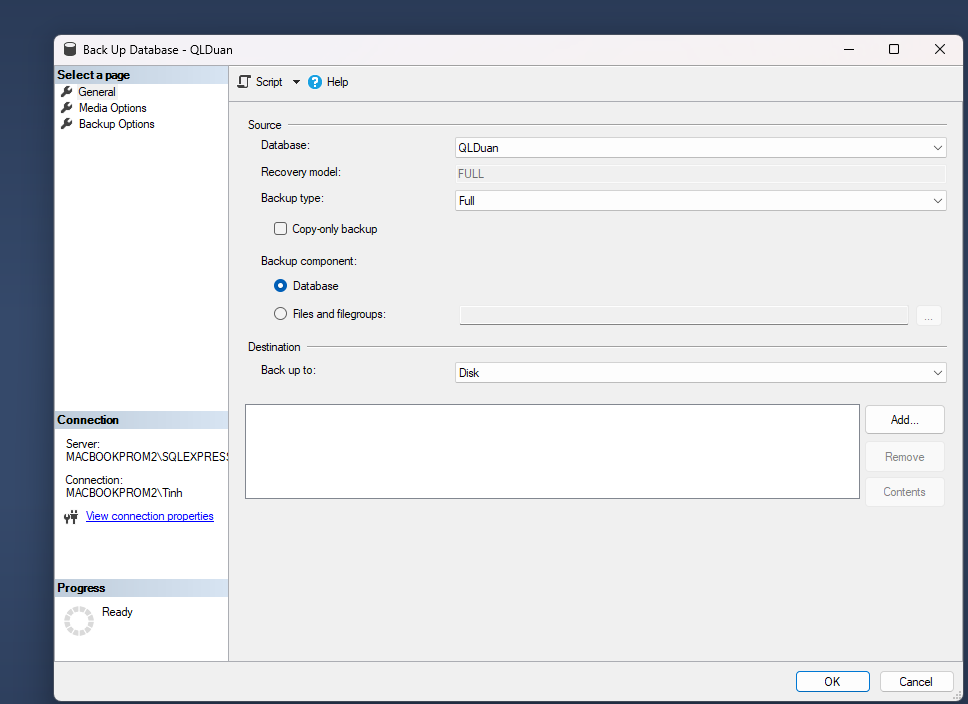 Back Up Database - QLDuan
Select a page
General
Media Options
Backup Options
Script
Help
Source
Database:
QLDuan
Recovery model:
FULL
Backup type:
Full
Copy-only backup
Backup component:
Database
Files and filegroups:
...
Destination
Back up to:
Disk
Add...
Remove
Contents
Connection
Server:
MACBOOKPROM2\SQLEXPRESS
Connection:
MACBOOKPROM2\Tinh
View connection properties
Progress
Ready
OK
Cancel